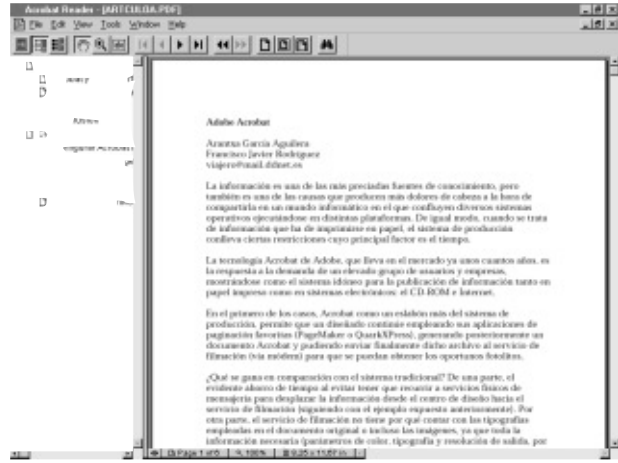 Acrobat Reader - [ARTCULOA.PDF]
File Edit View Tools Window Help
Adobe Acrobat
Arantxa García Aguilera
Francisco Javier Rodríguez
viajero@mail.ddnet.es
La información es una de las más preciadas fuentes de conocimiento, pero
también es una de las causas que producen más dolores de cabeza a la hora de
compartirla en un mundo informático en el que confluyen diversos sistemas
operativos ejecutándose en distintas plataformas. De igual modo, cuando se trata
de información que ha de imprimirse en papel, el sistema de producción
conlleva ciertas restricciones cuyo principal factor es el tiempo.
La tecnología Acrobat de Adobe, que lleva en el mercado ya unos cuantos años, es
la respuesta a la demanda de un elevado grupo de usuarios y empresas,
mostrándose como el sistema idóneo para la publicación de información tanto en
papel impreso como en sistemas electrónicos: el CD-ROM e Internet.
En el primero de los casos, Acrobat como un eslabón más del sistema de
producción, permite que un diseñado continúe empleando sus aplicaciones de
paginación favoritas (PageMaker o QuarkXPress), generando posteriormente un
documento Acrobat y pudiendo enviar finalmente dicho archivo al servicio de
filmación (vía módem) para que se puedan obtener los oportunos fotolitos.
¿Qué se gana en comparación con el sistema tradicional? De una parte, el
evidente ahorro de tiempo al evitar tener que recurrir a servicios físicos de
mensajería para desplazar la información desde el centro de diseño hacia el
servicio de filmación (siguiendo con el ejemplo expuesto anteriormente). Por
otra parte, el servicio de filmación no tiene por qué contar con las tipografías
empleadas en el documento original o incluso las imágenes, ya que toda la
información necesaria (parámetros de color, tipografía y resolución de salida, por
Page 1 of 6 100% 8,26 x 11,67 in